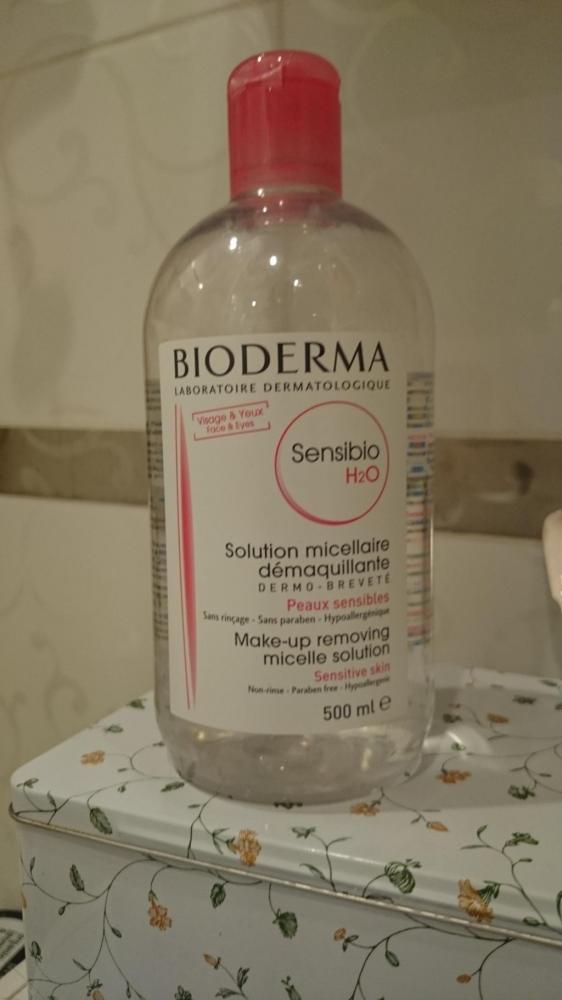 BIODERMA
LABORATOIRE DERMATOLOGIQUE
Visage & Yeux
Face & Eyes
Sensibio
H2O
Solution micellaire
démaquillante
DERMO-BREVETÉ
Peaux sensibles
Sans rinçage - Sans paraben - Hypoallergénique
Make-up removing
micelle solution
Sensitive skin
Non-rinse - Paraben free - Hypoallergenic
500 ml e